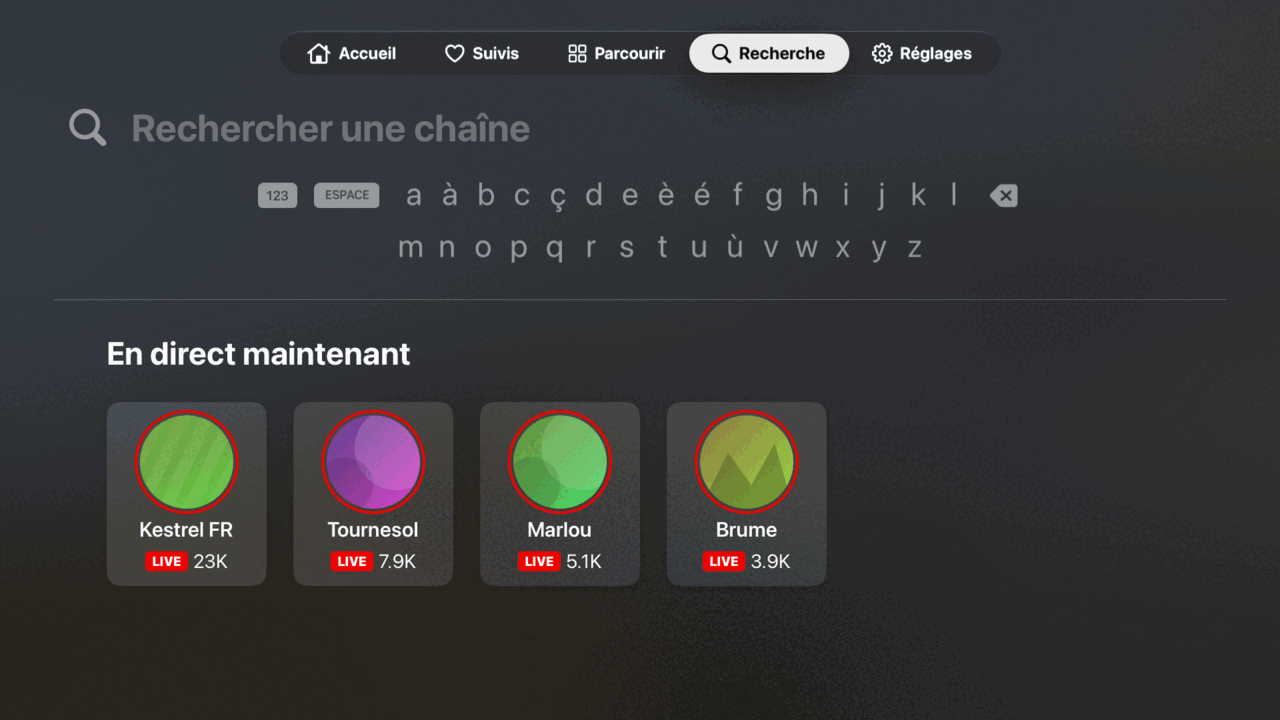 Accueil Suivis Parcourir Recherche Réglages
Rechercher une chaîne
123 ESPACE a à b c ç d e è é f g h i j k l
m n o p q r s t u ù v w x y z
En direct maintenant
Kestrel FR Tournesol Marlou Brume
LIVE 23K LIVE 7.9K LIVE 5.1K LIVE 3.9K